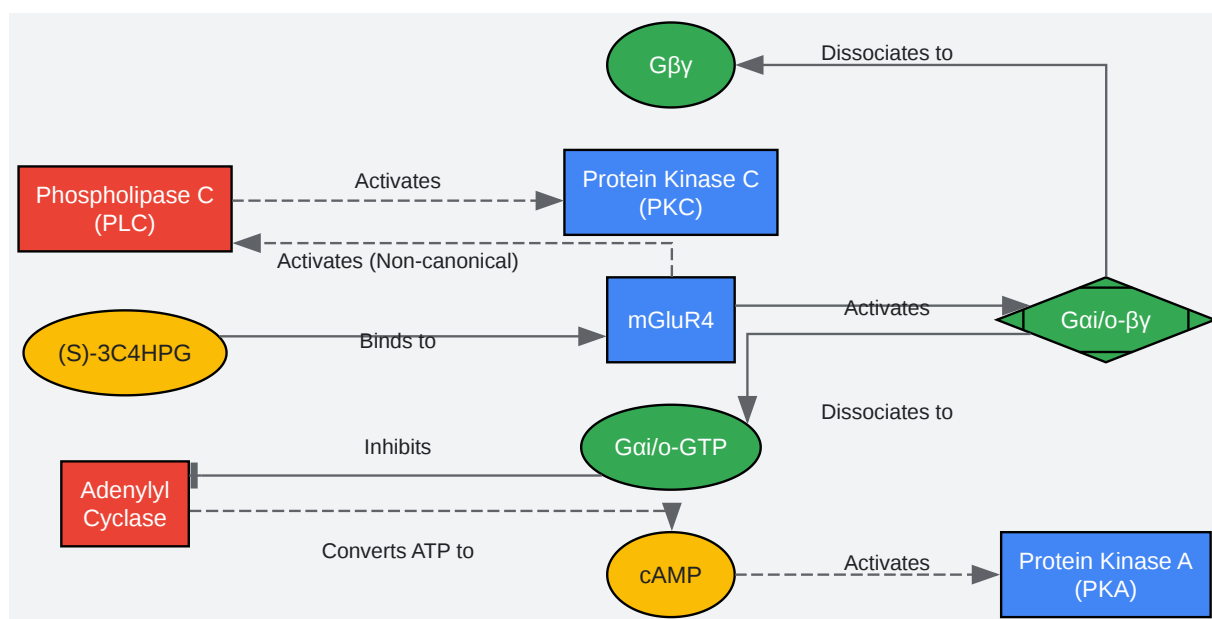 Gβγ
Dissociates to
Phospholipase C
(PLC)
Activates
Protein Kinase C
(PKC)
Activates (Non-canonical)
mGluR4
Activates
Gαi/o-βγ
(S)-3C4HPG
Binds to
Dissociates to
Gαi/o-GTP
Inhibits
Adenylyl
Cyclase
Converts ATP to
cAMP
Activates
Protein Kinase A
(PKA)